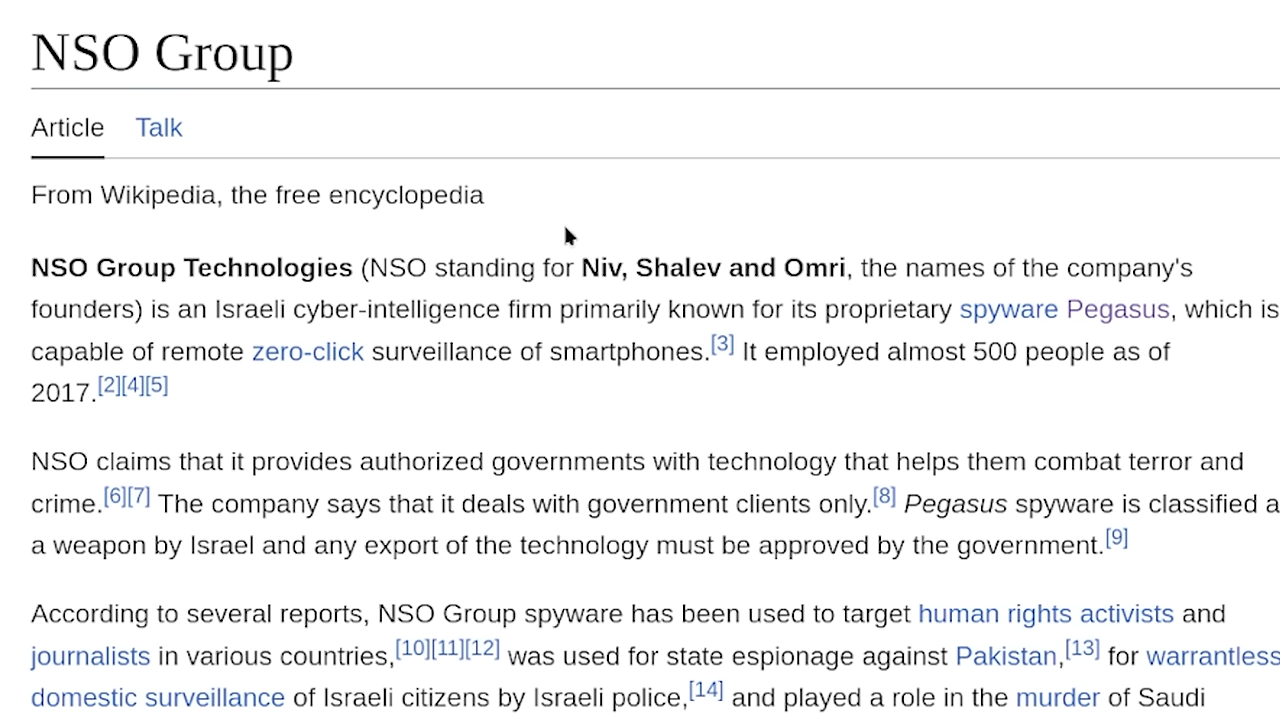 NSO Group
Article Talk
From Wikipedia, the free encyclopedia
NSO Group Technologies (NSO standing for Niv, Shalev and Omri, the names of the company's
founders) is an Israeli cyber-intelligence firm primarily known for its proprietary spyware Pegasus, which is
capable of remote zero-click surveillance of smartphones.[3] It employed almost 500 people as of
2017.[2][4][5]
NSO claims that it provides authorized governments with technology that helps them combat terror and
crime.[6][7] The company says that it deals with government clients only.[8] Pegasus spyware is classified a
a weapon by Israel and any export of the technology must be approved by the government.[9]
According to several reports, NSO Group spyware has been used to target human rights activists and
journalists in various countries,[10][11][12] was used for state espionage against Pakistan,[13] for warrantless
domestic surveillance of Israeli citizens by Israeli police,[14] and played a role in the murder of Saudi